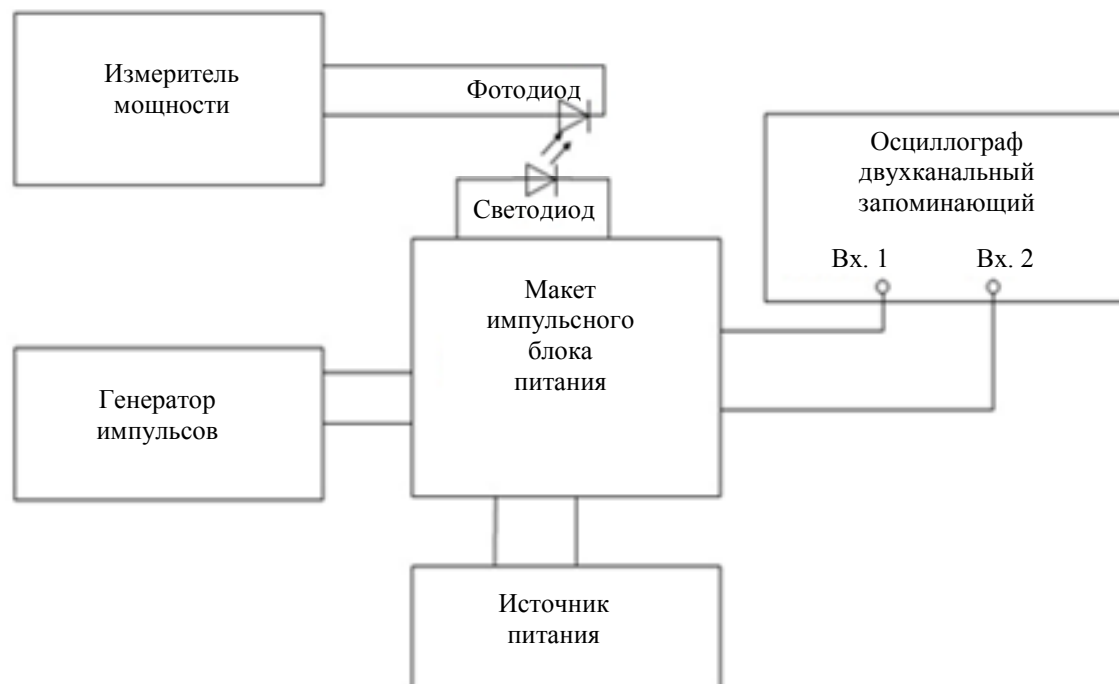 Измеритель
мощности
Фотодиод
Светодиод
Осциллограф
двухканальный
запоминающий
Вх. 1 Вх. 2
Макет
импульсного
блока
питания
Генератор
импульсов
Источник
питания